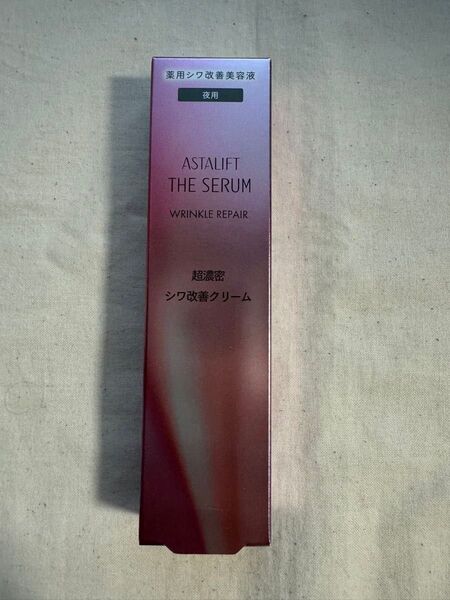 薬用シワ改善美容液
夜用
ASTALIFT
THE SERUM
WRINKLE REPAIR
超濃密
シワ改善クリーム